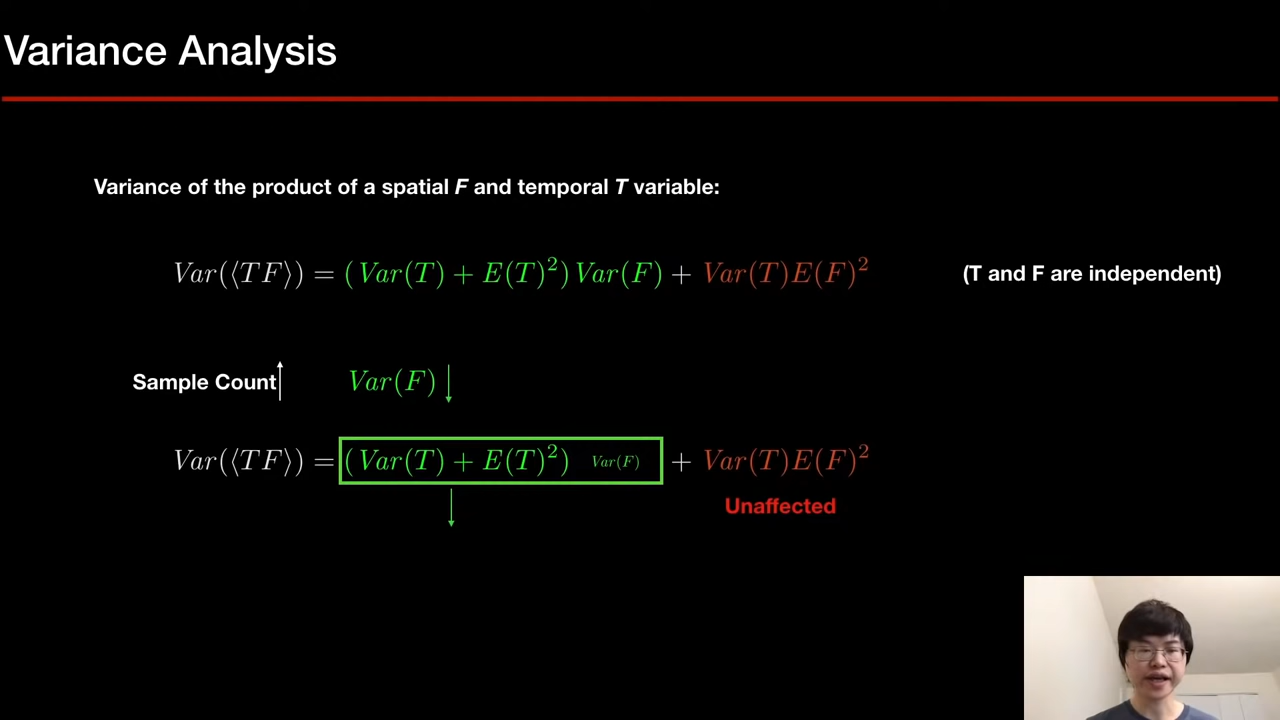 Variance Analysis
Variance of the product of a spatial F and temporal T variable:
Var(⟨TF⟩) = (Var(T) + E(T)²)Var(F) + Var(T)E(F)² (T and F are independent)
Sample Count↑ Var(F)↓
Var(⟨TF⟩) = (Var(T) + E(T)²) Var(F) + Var(T)E(F)²
↓ Unaffected